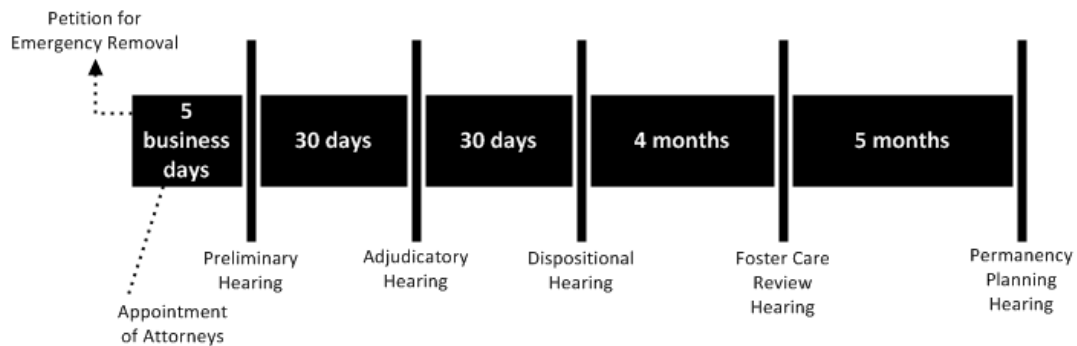 Petition for
Emergency Removal
5
business
days
30 days
30 days
4 months
5 months
Preliminary
Hearing
Adjudicatory
Hearing
Dispositional
Hearing
Foster Care
Review
Hearing
Permanency
Planning
Hearing
Appointment
of Attorneys